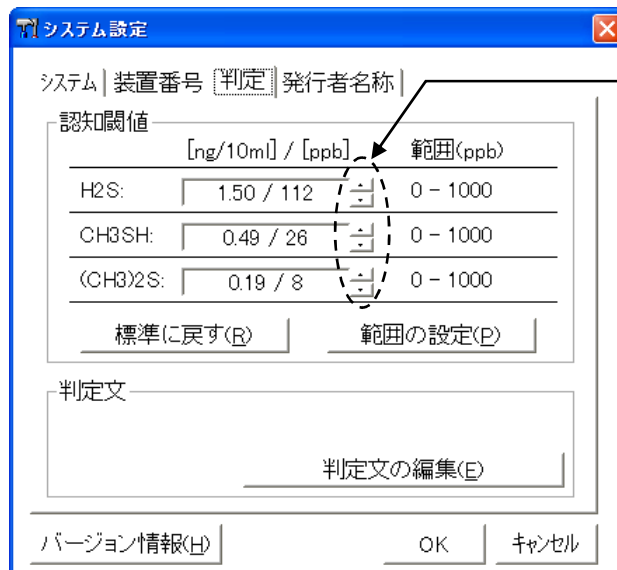 システム設定
システム 装置番号 判定 発行者名称
認知閾値
[ng/10ml] / [ppb] 範囲(ppb)
H2S: 1.50 / 112 0 - 1000
CH3SH: 0.49 / 26 0 - 1000
(CH3)2S: 0.19 / 8 0 - 1000
標準に戻す(R) 範囲の設定(P)
判定文
判定文の編集(E)
バージョン情報(H) OK キャンセル